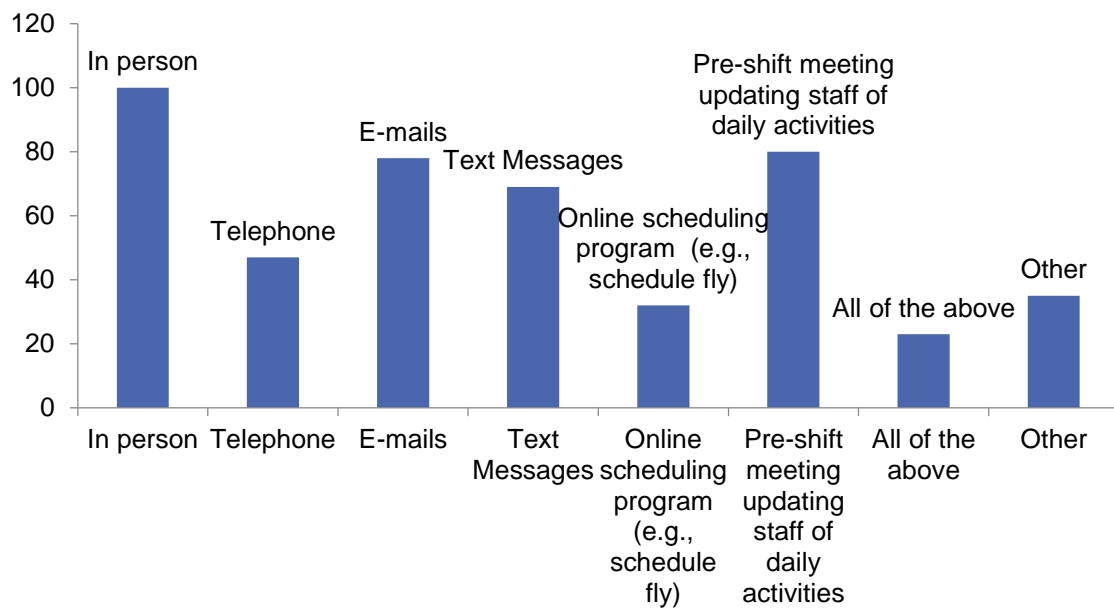 120
100
80
60
40
20
0
In person
Telephone
E-mails
Text Messages
Online scheduling
program (e.g.,
schedule fly)
Pre-shift meeting
updating staff of
daily activities
All of the above
Other
In person
Telephone
E-mails
Text
Messages
Online
scheduling
program
(e.g.,
schedule
fly)
Pre-shift
meeting
updating
staff of
daily
activities
All of the
above
Other